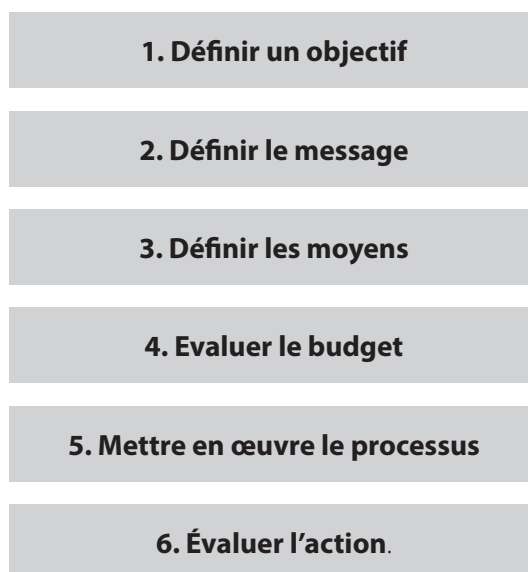 1. Définir un objectif
2. Définir le message
3. Définir les moyens
4. Evaluer le budget
5. Mettre en œuvre le processus
6. Évaluer l’action.